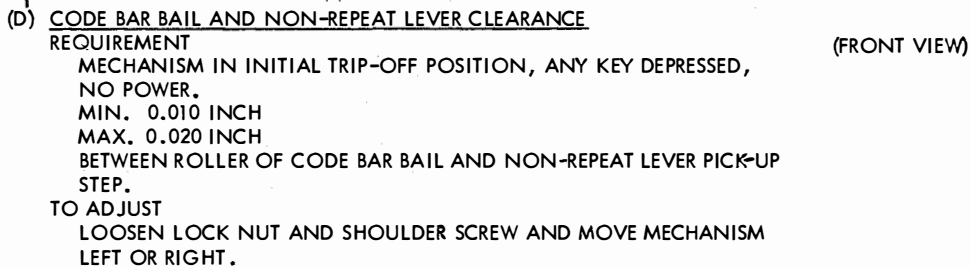 (D) CODE BAR BAIL AND NON-REPEAT LEVER CLEARANCE
REQUIREMENT (FRONT VIEW)
MECHANISM IN INITIAL TRIP-OFF POSITION, ANY KEY DEPRESSED,
NO POWER.
MIN. 0.010 INCH
MAX. 0.020 INCH
BETWEEN ROLLER OF CODE BAR BAIL AND NON-REPEAT LEVER PICK-UP
STEP.
TO ADJUST
LOOSEN LOCK NUT AND SHOULDER SCREW AND MOVE MECHANISM
LEFT OR RIGHT.